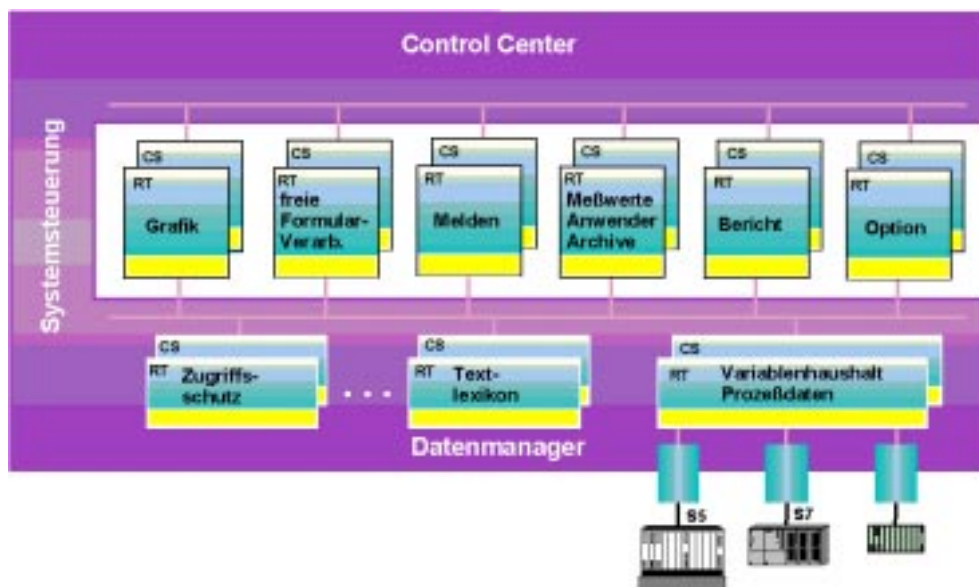 Control Center
Systemsteuerung
CS
RT
Grafik
CS
RT
freie
Formular-
Verarb.
CS
RT
Melden
CS
RT
Meßwerte
Anwender
Archive
CS
RT
Bericht
CS
RT
Option
CS
RT
Zugriffs-
schutz
...
CS
RT
Text-
lexikon
CS
RT
Variablenhaushalt
Prozeßdaten
Datenmanager
S5
S7